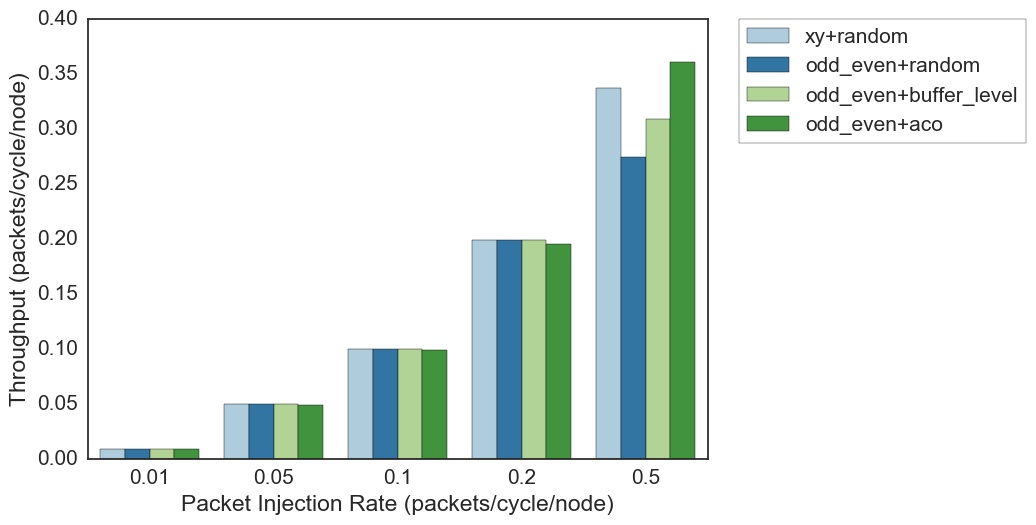 0.40
0.35
0.30
0.25
0.20
0.15
0.10
0.05
0.00
Throughput (packets/cycle/node)
0.01 0.05 0.1 0.2 0.5
Packet Injection Rate (packets/cycle/node)
xy+random
odd_even+random
odd_even+buffer_level
odd_even+aco